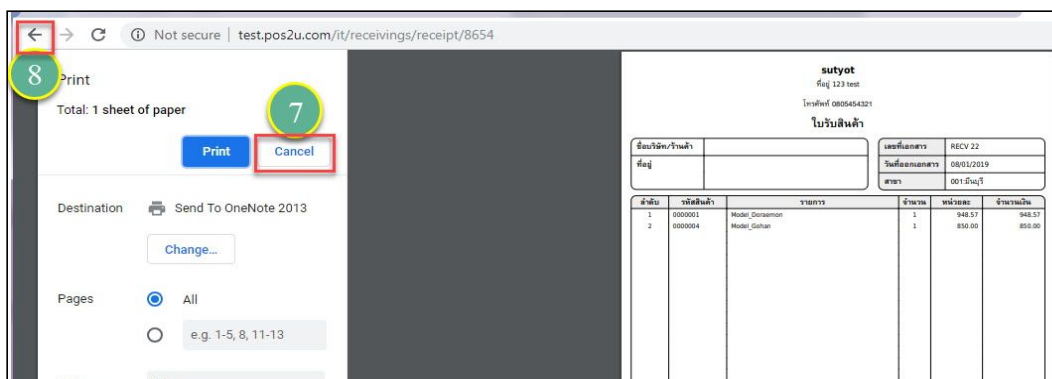 Not secure | test.pos2u.com/it/receivings/receipt/8654
8
Print
Total: 1 sheet of paper
7
Print Cancel
Destination Send To OneNote 2013
Change...
Pages All
e.g. 1-5, 8, 11-13
sutyot
ที่อยู่ 123 test
โทรศัพท์ 0805454321
ใบรับสินค้า
ชื่อบริษัท/ร้านค้า
ที่อยู่
เลขที่เอกสาร RECV 22
วันที่ออกเอกสาร 08/01/2019
สาขา 001:มีนบุรี
ลำดับ รหัสสินค้า รายการ จำนวน หน่วยละ จำนวนเงิน
1 0000001 Model_Doraemon 1 948.57 948.57
2 0000004 Model_Gohan 1 850.00 850.00